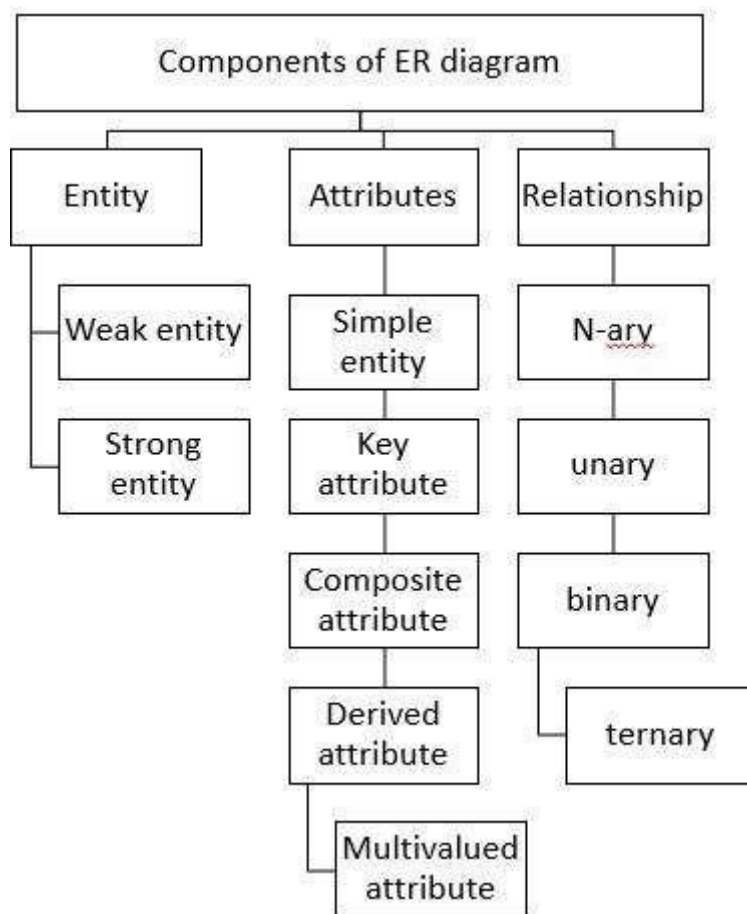 Components of ER diagram
Entity
Attributes
Relationship
Weak entity
Simple
entity
N-ary
Strong
entity
Key
attribute
unary
Composite
attribute
binary
Derived
attribute
ternary
Multivalued
attribute